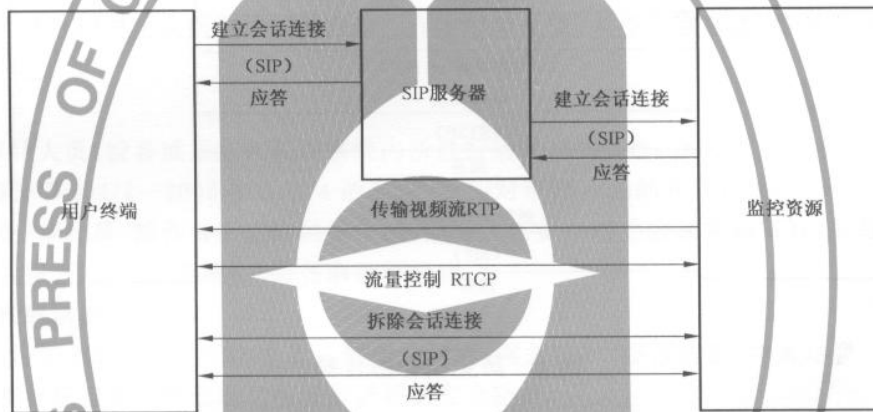 建立会话连接
(SIP)
应答
SIP服务器
建立会话连接
(SIP)
应答
用户终端
传输视频流RTP
监控资源
流量控制 RTCP
拆除会话连接
(SIP)
应答
PRESS OF